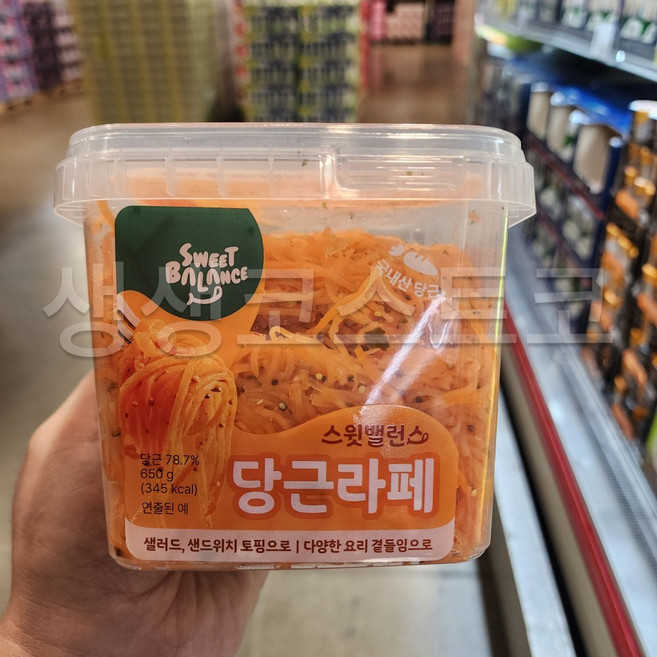 SWEET
BALANCE
국내산 당근
생생코스트코
스윗밸런스
당근 78.7%
650 g
(345 kcal)
연출된 예
당근라페
샐러드, 샌드위치 토핑으로 | 다양한 요리 곁들임으로